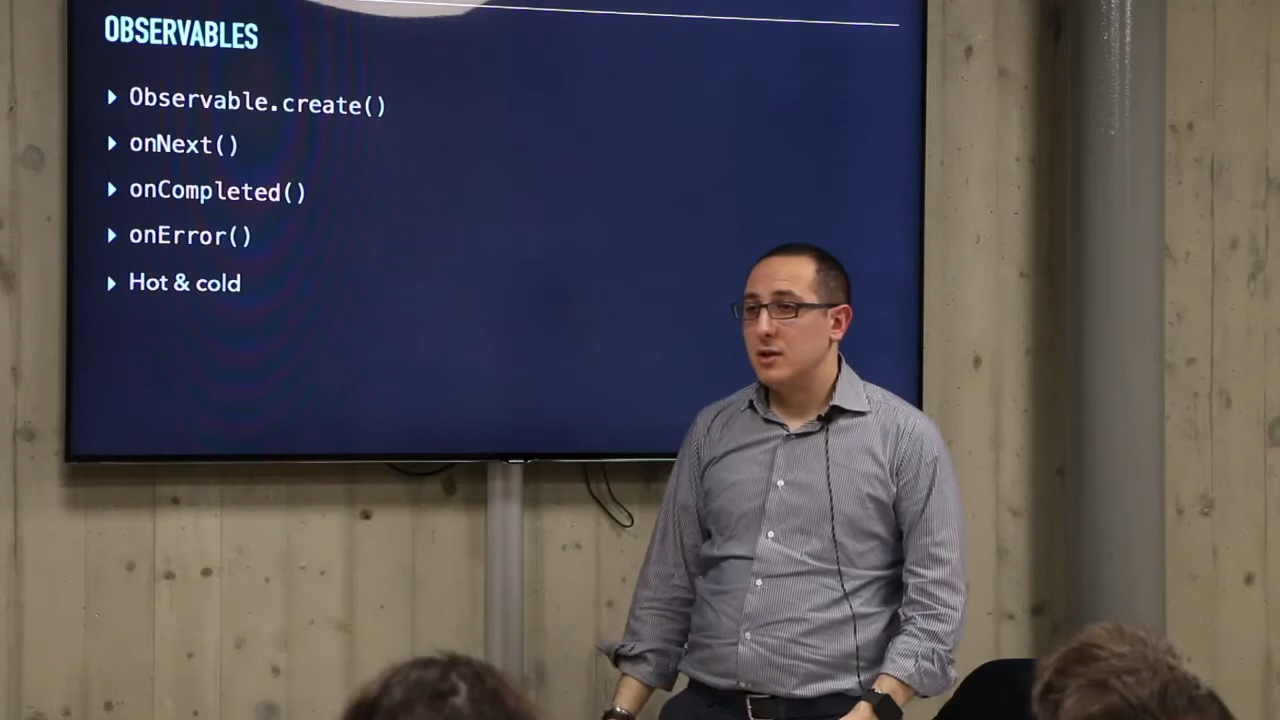 OBSERVABLES
Observable.create()
onNext()
onCompleted()
onError()
Hot & cold